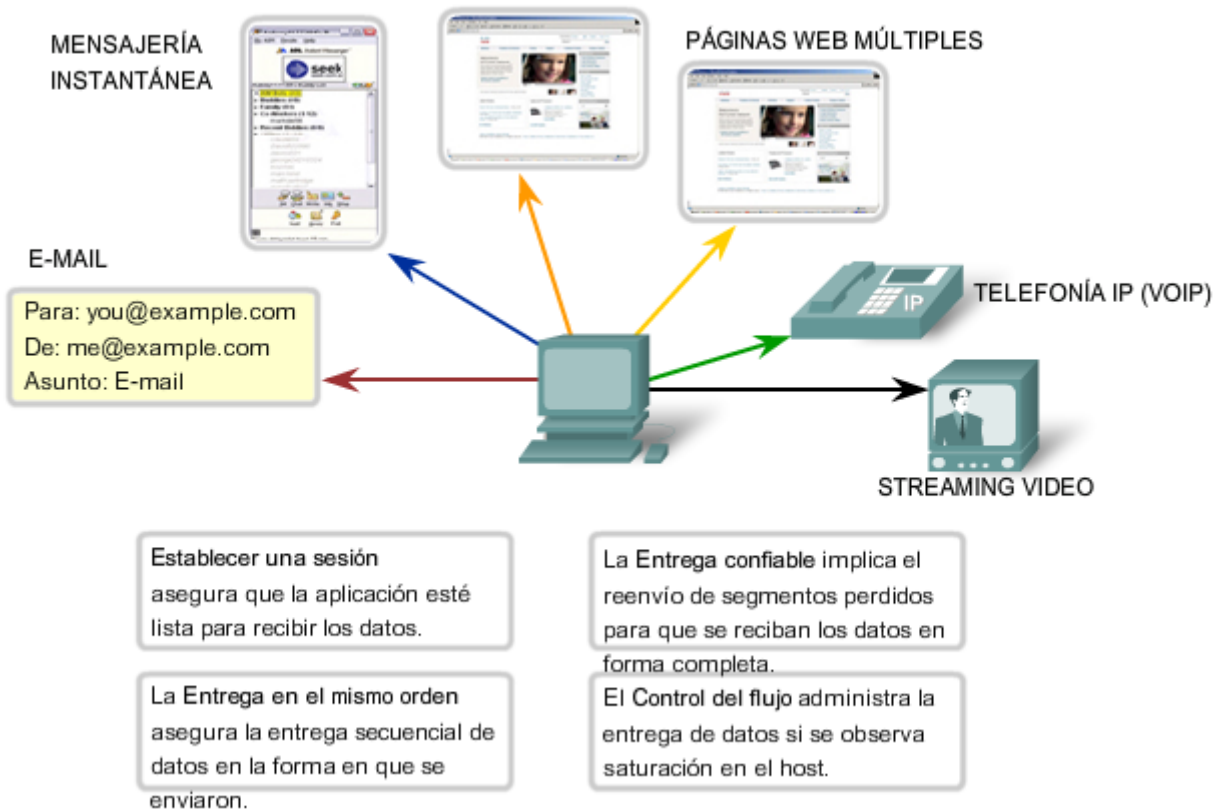 MENSAJERÍA
INSTANTÁNEA
seek
PÁGINAS WEB MÚLTIPLES
E-MAIL
Para: you@example.com
De: me@example.com
Asunto: E-mail
IP
TELEFONÍA IP (VOIP)
STREAMING VIDEO
Establecer una sesión
asegura que la aplicación esté
lista para recibir los datos.
La Entrega confiable implica el
reenvío de segmentos perdidos
para que se reciban los datos en
forma completa.
La Entrega en el mismo orden
asegura la entrega secuencial de
datos en la forma en que se
enviaron.
El Control del flujo administra la
entrega de datos si se observa
saturación en el host.